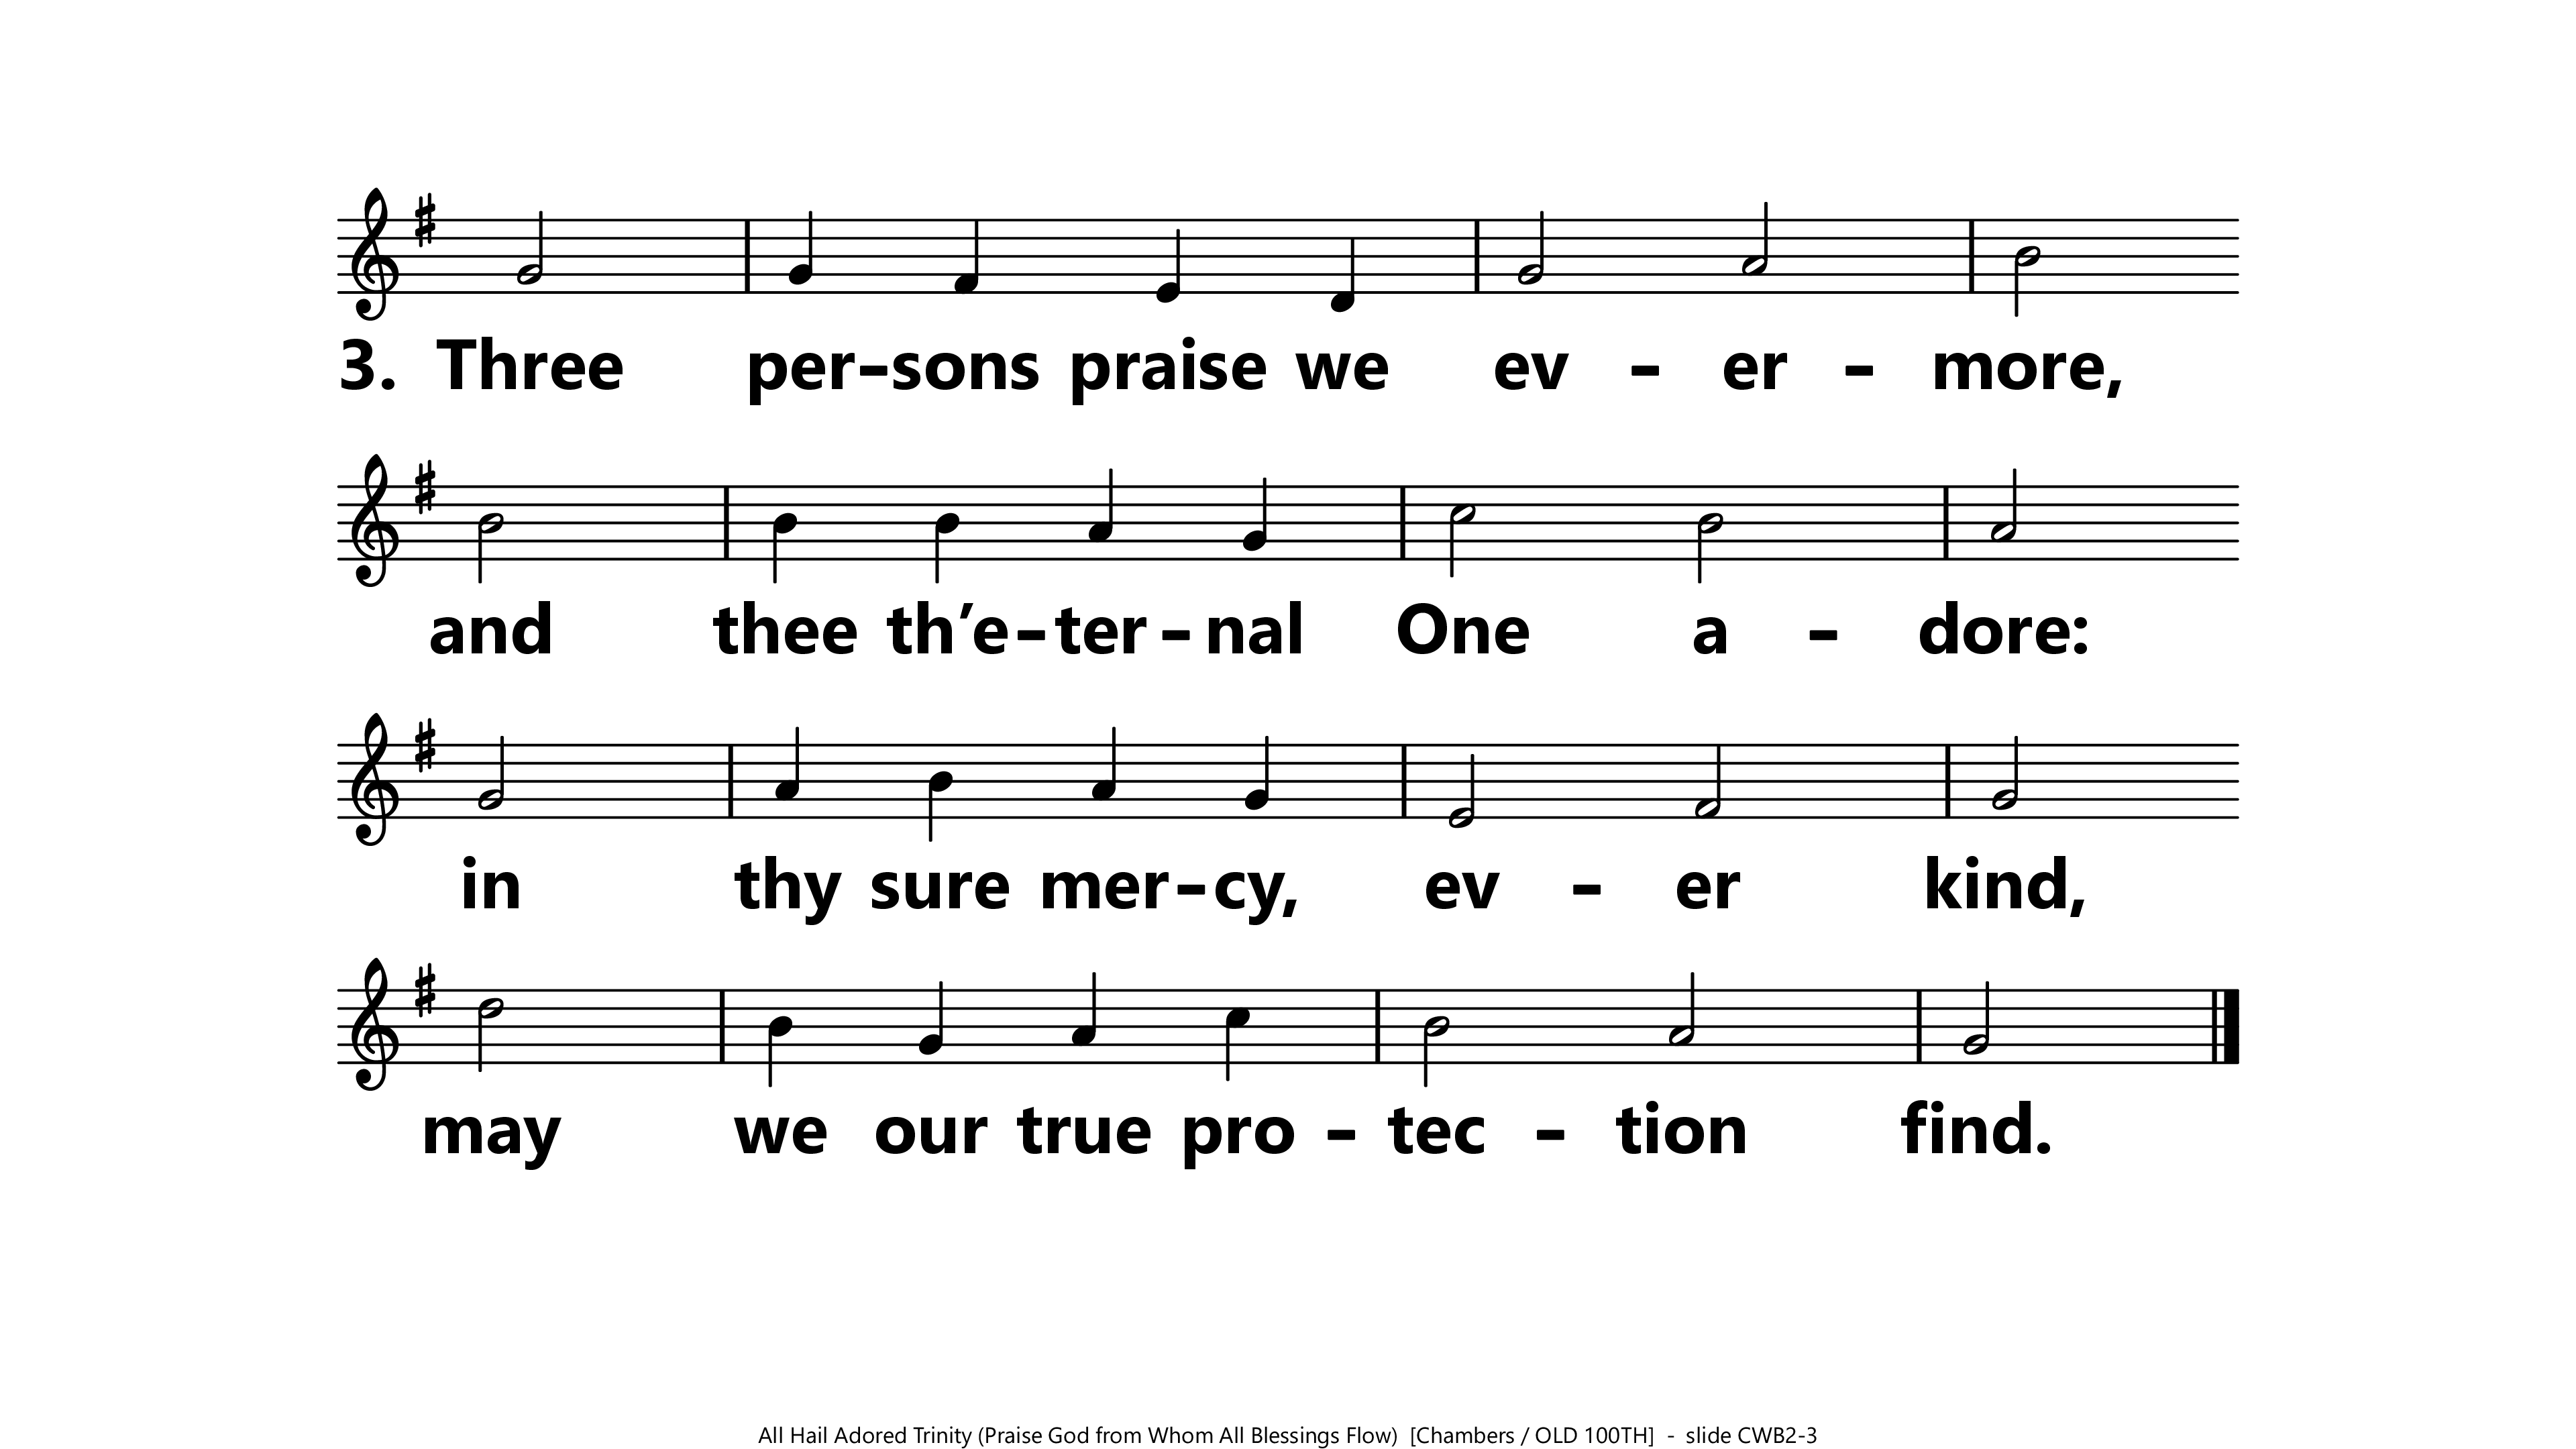 3. Three per-sons praise we ev - er - more,
and thee th’e-ter-nal One a - dore:
in thy sure mer-cy, ev - er kind,
may we our true pro - tec - tion find.
All Hail Adored Trinity (Praise God from Whom All Blessings Flow) [Chambers / OLD 100TH] - slide CWB2-3